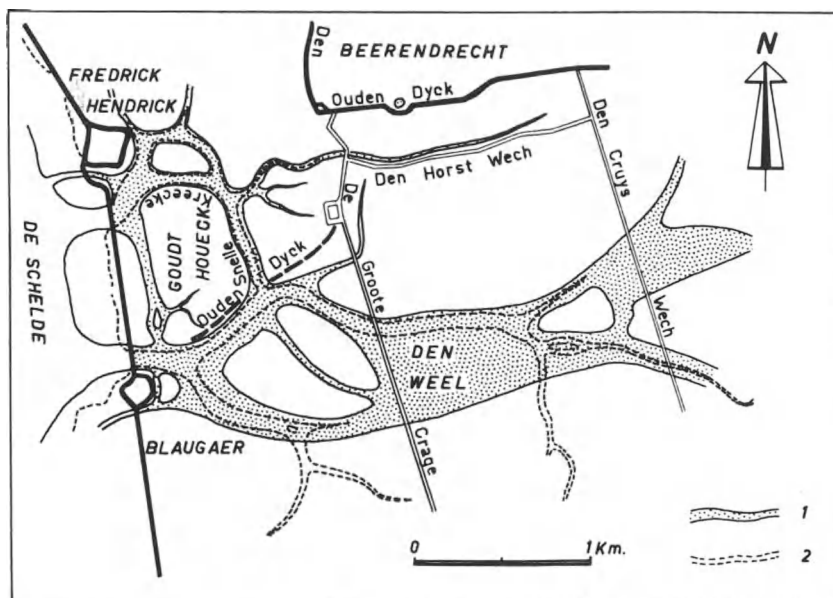 Den
BEERENDRECHT
N
FREDRICK
HENDRICK
Ouden Dyck
Den Cruys Wech
Den Horst Wech
Kreecke
Snelle
GOUDT
HOUECK
De Groote Crage
Ouden Dyck
DE SCHELDE
DEN
WEEL
BLAUGAER
1
0 1 Km.
2